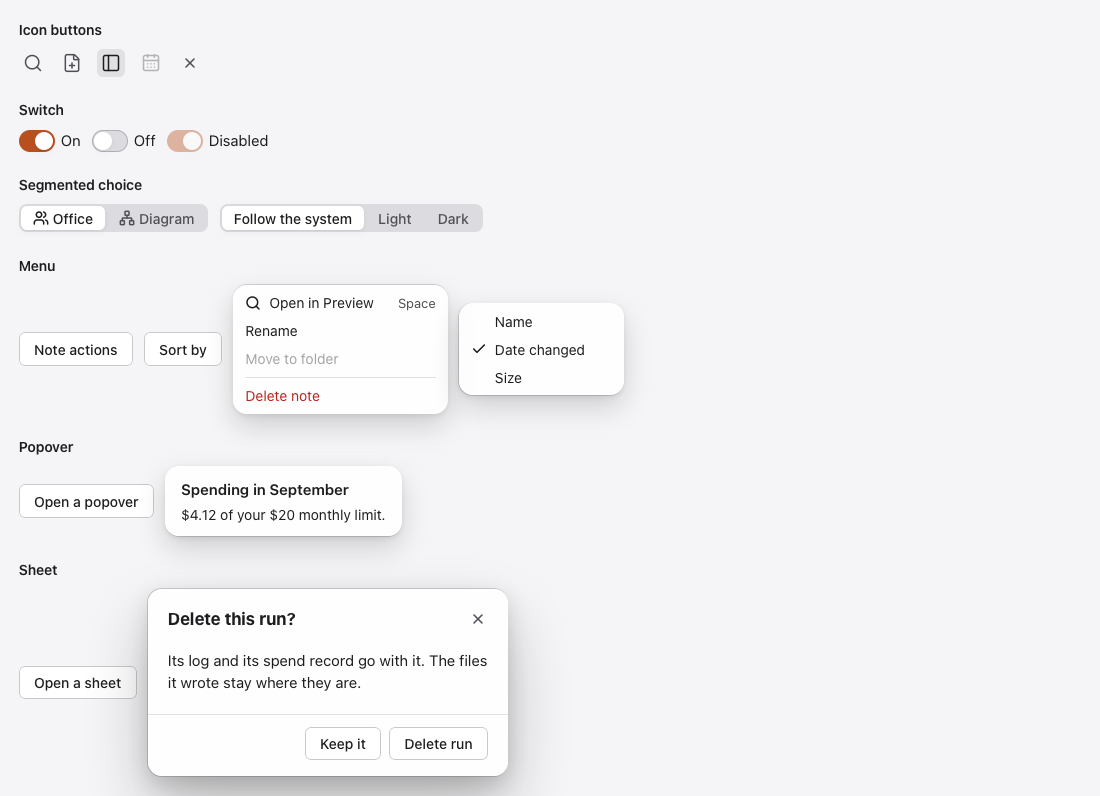 Icon buttons
Switch
On
Off
Disabled
Segmented choice
Office
Diagram
Follow the system
Light
Dark
Menu
Note actions
Sort by
Open in Preview Space
Rename
Move to folder
Delete note
Name
Date changed
Size
Popover
Open a popover
Spending in September
$4.12 of your $20 monthly limit.
Sheet
Open a sheet
Delete this run?
Its log and its spend record go with it. The files
it wrote stay where they are.
Keep it
Delete run